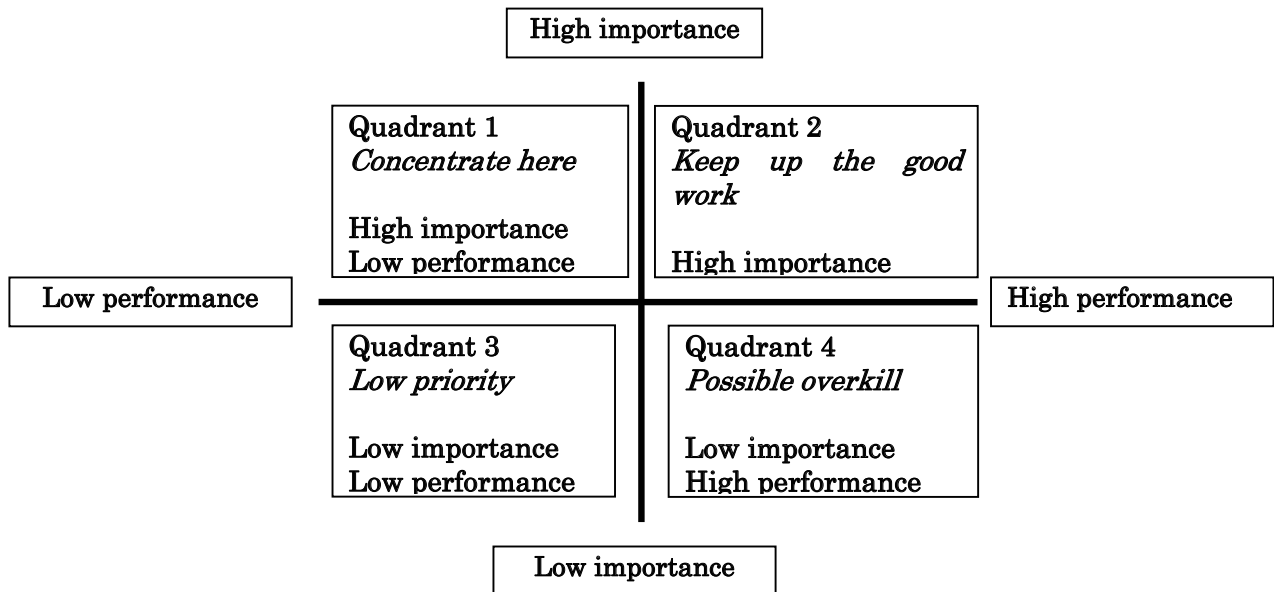 High importance
Quadrant 1
Concentrate here
High importance
Low performance
Quadrant 2
Keep up the good
work
High importance
Low performance
High performance
Quadrant 3
Low priority
Low importance
Low performance
Quadrant 4
Possible overkill
Low importance
High performance
Low importance